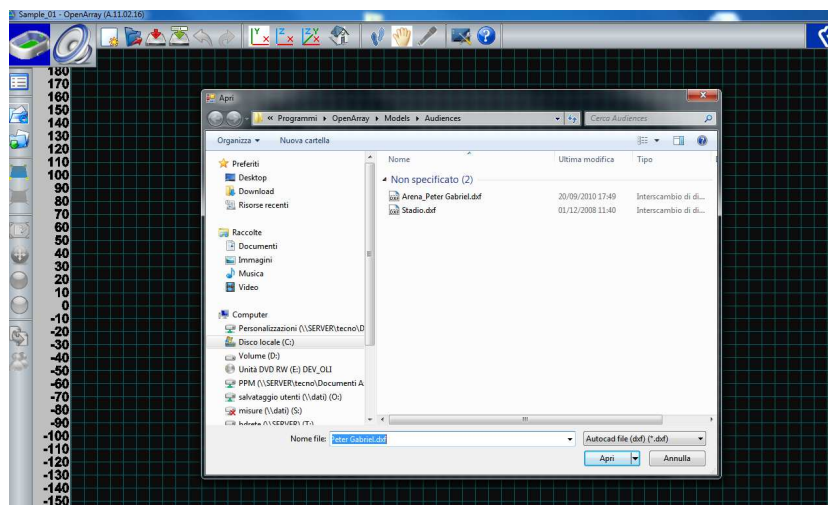 Sample_01 - OpenArray (A.11.02.16)
180
170
160
150
140
130
120
110
100
90
80
70
60
50
40
30
20
10
0
-10
-20
-30
-40
-50
-60
-70
-80
-90
-100
-110
-120
-130
-140
-150
Apri
« Programmi ▸ OpenArray ▸ Models ▸ Audiences
Cerca Audiences
Organizza
Nuova cartella
Preferiti
Desktop
Download
Risorse recenti
Raccolte
Documenti
Immagini
Musica
Video
Computer
Personalizzazioni (\\SERVER\tecno\D
Disco locale (C:)
Volume (D:)
Unità DVD RW (E:) DEV_OLI
PPM (\\SERVER\tecno\Documenti A
salvataggio utenti (\\dati) (O:)
misure (\\dati) (S:)
hdrete (\\SERVER) (T:)
Nome Ultima modifica Tipo
Non specificato (2)
Arena_Peter Gabriel.dxf 20/09/2010 17:49 Interscambio di di...
Stadio.dxf 01/12/2008 11:40 Interscambio di di...
Nome file: Peter Gabriel.dxf
Autocad file (dxf) (*.dxf)
Apri
Annulla